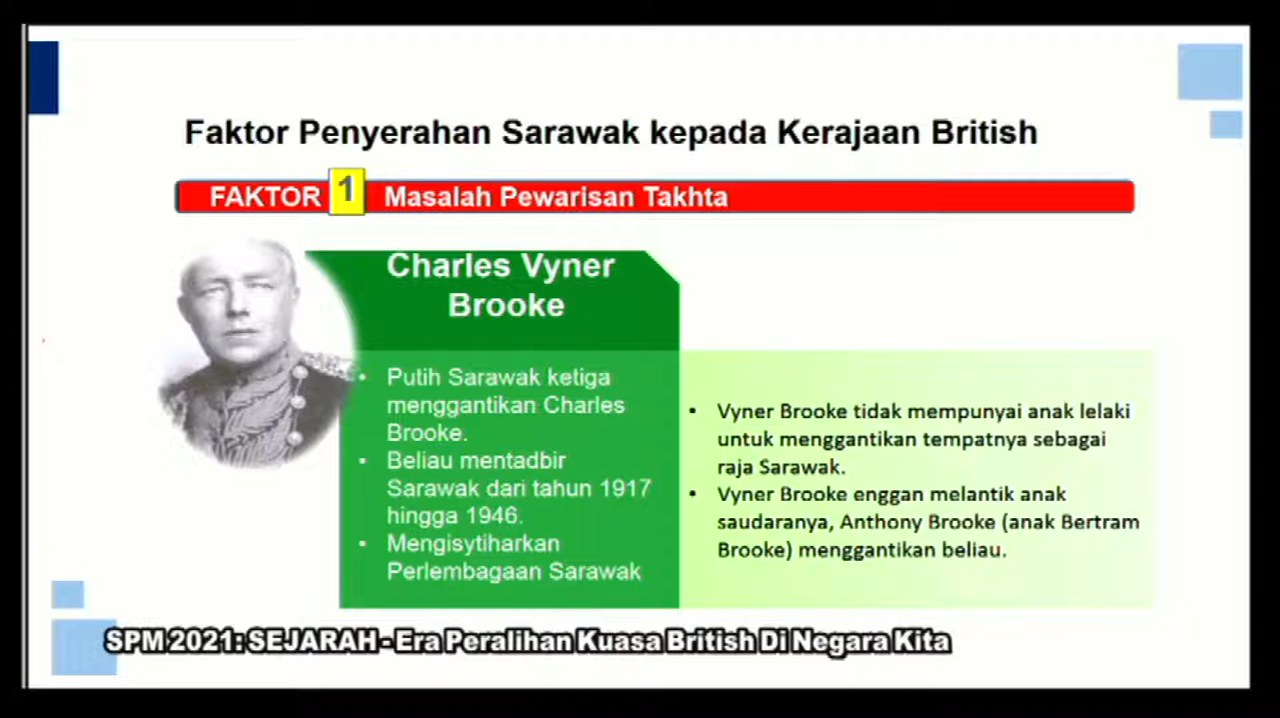 Faktor Penyerahan Sarawak kepada Kerajaan British
FAKTOR 1 Masalah Pewarisan Takhta
Charles Vyner
Brooke
• Putih Sarawak ketiga
menggantikan Charles
Brooke.
• Beliau mentadbir
Sarawak dari tahun 1917
hingga 1946.
• Mengisytiharkan
Perlembagaan Sarawak
• Vyner Brooke tidak mempunyai anak lelaki
untuk menggantikan tempatnya sebagai
raja Sarawak.
• Vyner Brooke enggan melantik anak
saudaranya, Anthony Brooke (anak Bertram
Brooke) menggantikan beliau.
SPM 2021: SEJARAH - Era Peralihan Kuasa British Di Negara Kita